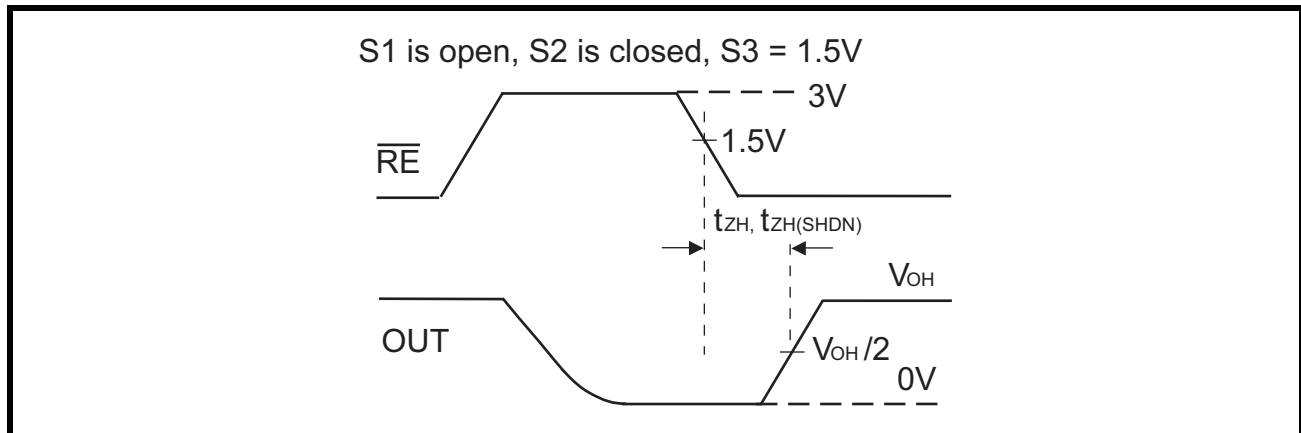 S1 is open, S2 is closed, S3 = 1.5V
3V
1.5V
R̅E̅
tZH, tZH(SHDN)
VOH
OUT
VOH /2
0V